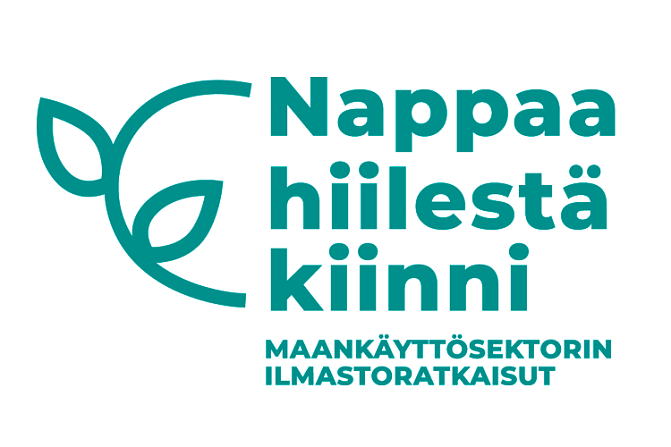 Nappaa
hiilestä
kiinni
MAANKÄYTTÖSEKTORIN
ILMASTORATKAISUT